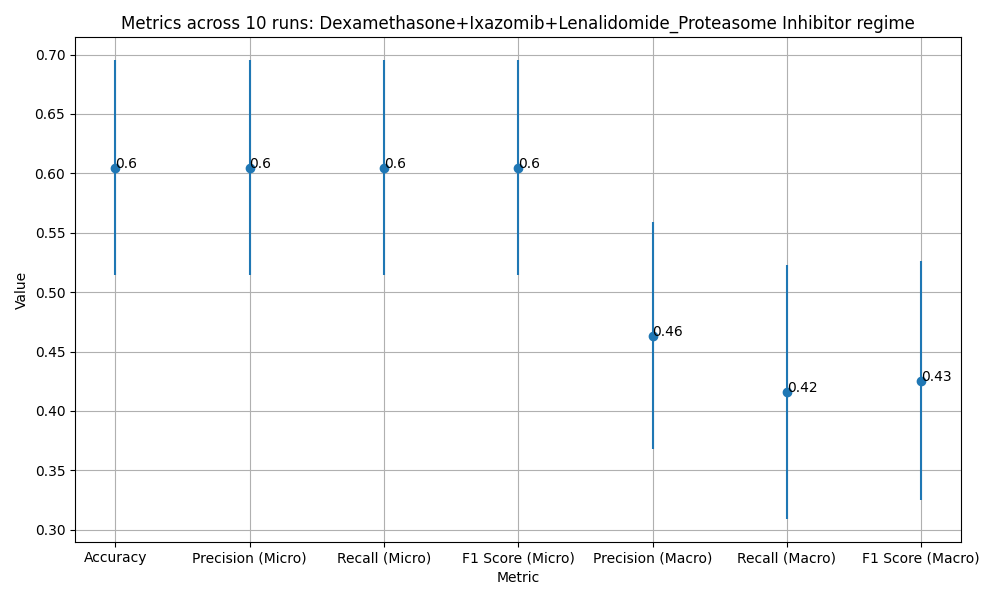 Metrics across 10 runs: Dexamethasone+Ixazomib+Lenalidomide_Proteasome Inhibitor regime
0.70
0.65
0.60
0.55
0.50
0.45
0.40
0.35
0.30
Value
0.6
0.6
0.6
0.6
0.46
0.42
0.43
Accuracy
Precision (Micro)
Recall (Micro)
F1 Score (Micro)
Precision (Macro)
Recall (Macro)
F1 Score (Macro)
Metric